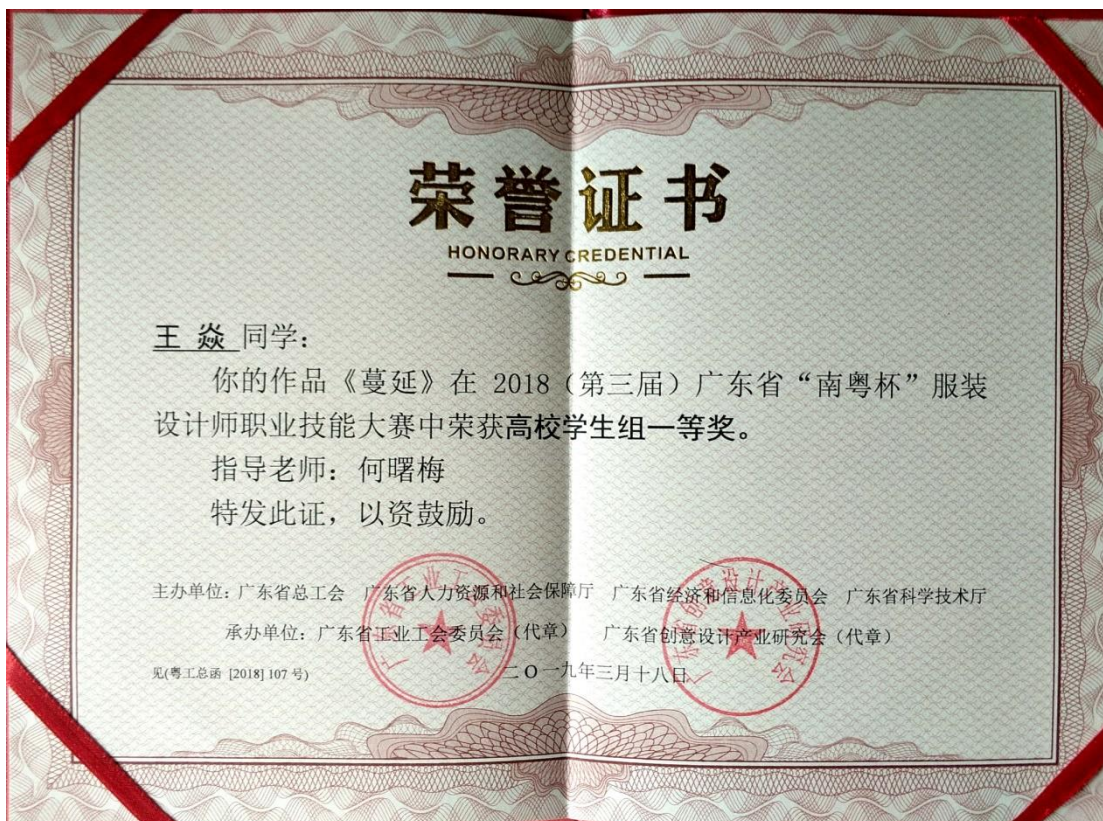 荣誉证书
HONORARY CREDENTIAL
王焱 同学：
你的作品《蔓延》在 2018（第三届）广东省“南粤杯”服装
设计师职业技能大赛中荣获高校学生组一等奖。
指导老师：何曙梅
特发此证，以资鼓励。
主办单位：广东省总工会 广东省人力资源和社会保障厅 广东省经济和信息化委员会 广东省科学技术厅
承办单位：广东省工业工会委员会（代章） 广东省创意设计产业研究会（代章）
见(粤工总函 [2018] 107 号)
二O一九年三月十八日